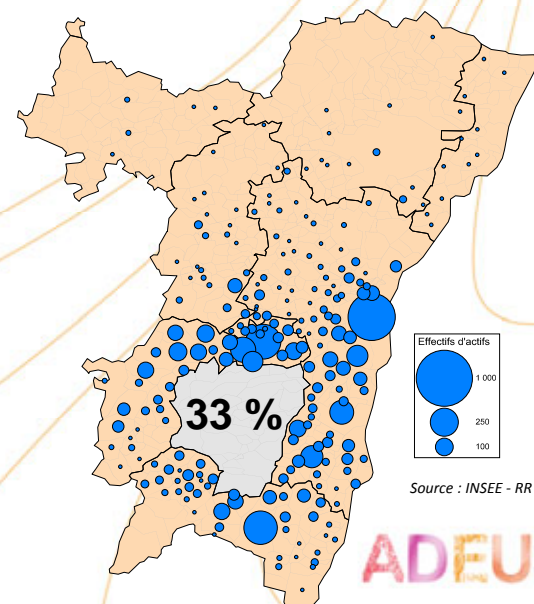 Effectifs d'actifs
1 000
250
100
33 %
Source : INSEE - RR
ADEU